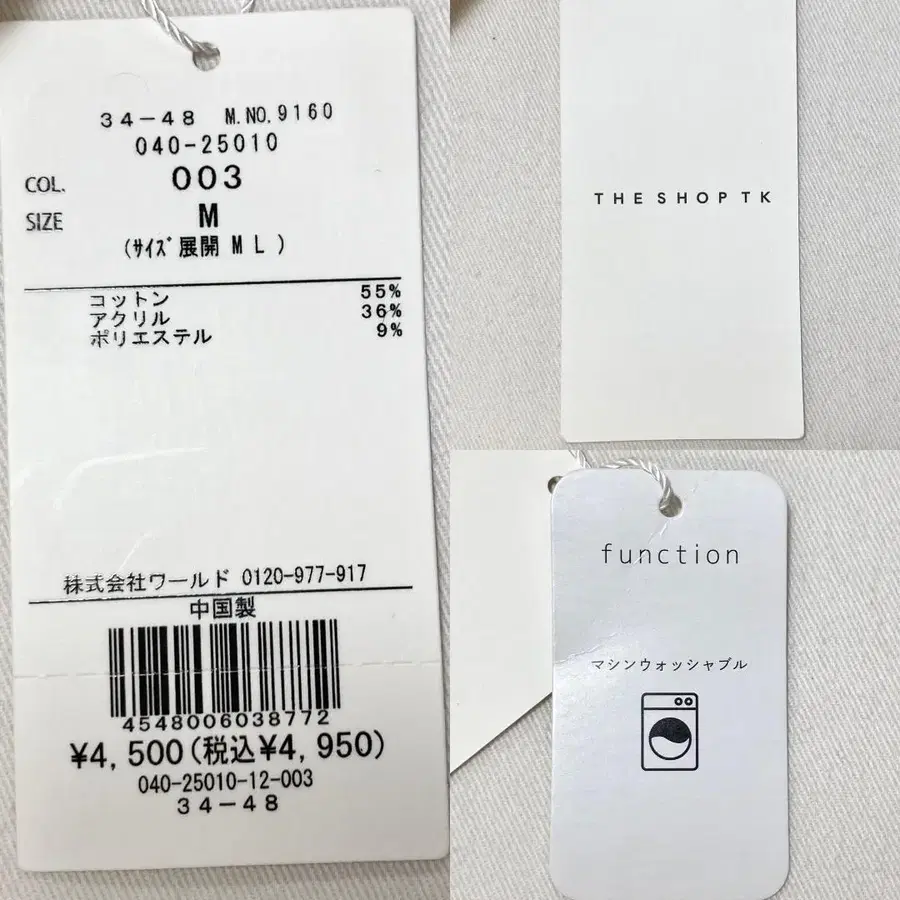 34-48 M.NO.9160
040-25010
COL. 003
SIZE M
(ｻｲｽﾞ展開 M L )
コットン 55%
アクリル 36%
ポリエステル 9%
株式会社ワールド 0120-977-917
中国製
4548006038772
¥4,500(税込¥4,950)
040-25010-12-003
34-48
THE SHOP TK
function
マシンウォッシャブル